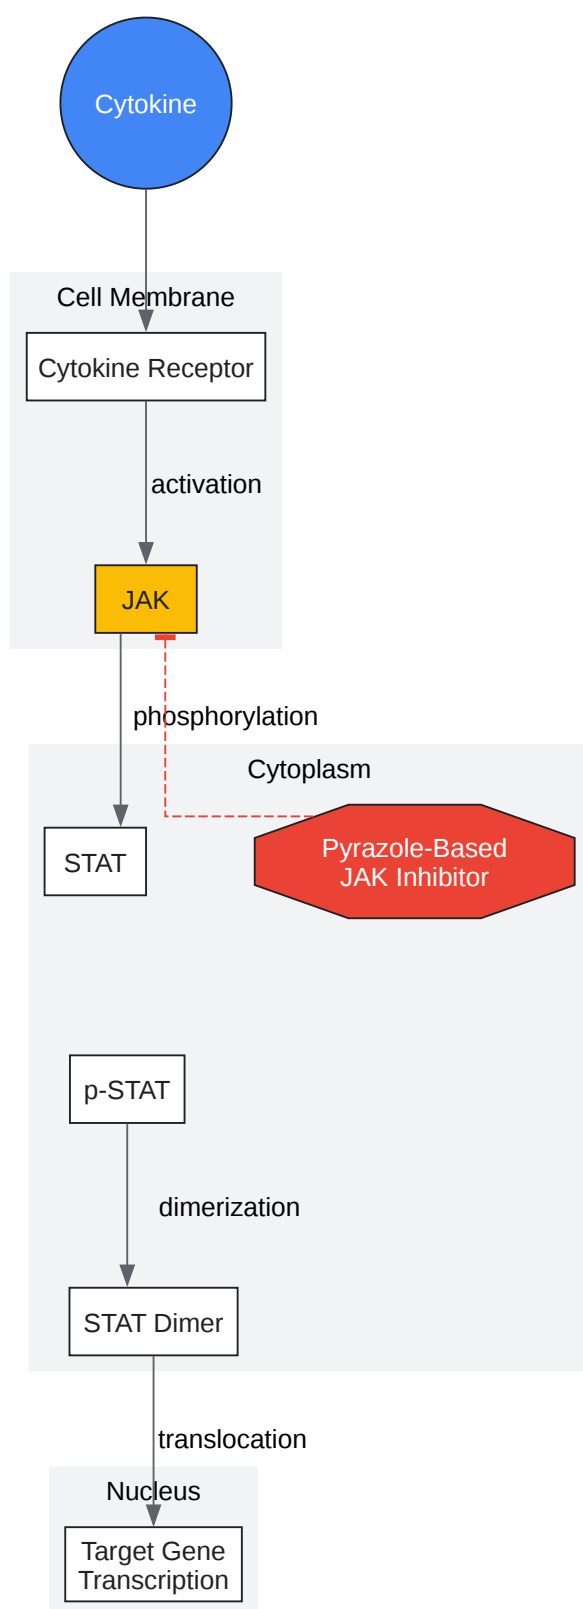 Cytokine
Cell Membrane
Cytokine Receptor
activation
JAK
phosphorylation
Cytoplasm
STAT
Pyrazole-Based
JAK Inhibitor
p-STAT
dimerization
STAT Dimer
translocation
Nucleus
Target Gene
Transcription